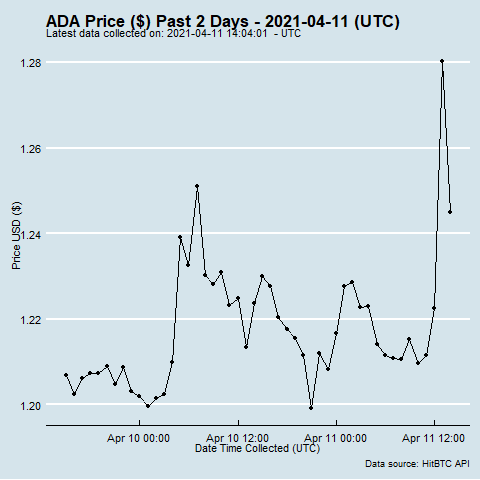 ADA Price ($) Past 2 Days - 2021-04-11 (UTC)
Latest data collected on: 2021-04-11 14:04:01 - UTC
1.28
1.26
1.24
1.22
1.20
Price USD ($)
Apr 10 00:00 Apr 10 12:00 Apr 11 00:00 Apr 11 12:00
Date Time Collected (UTC)
Data source: HitBTC API